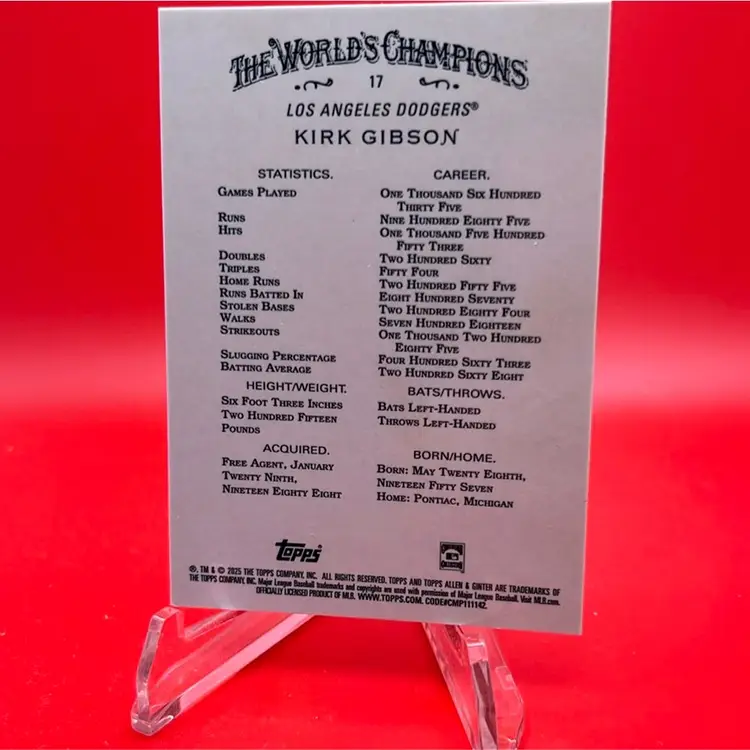 THE WORLD'S CHAMPIONS
17
LOS ANGELES DODGERS®
KIRK GIBSON
STATISTICS. CAREER.
GAMES PLAYED ONE THOUSAND SIX HUNDRED
THIRTY FIVE
RUNS NINE HUNDRED EIGHTY FIVE
HITS ONE THOUSAND FIVE HUNDRED
FIFTY THREE
DOUBLES TWO HUNDRED SIXTY
TRIPLES FIFTY FOUR
HOME RUNS TWO HUNDRED FIFTY FIVE
RUNS BATTED IN EIGHT HUNDRED SEVENTY
STOLEN BASES TWO HUNDRED EIGHTY FOUR
WALKS SEVEN HUNDRED EIGHTEEN
STRIKEOUTS ONE THOUSAND TWO HUNDRED
EIGHTY FIVE
SLUGGING PERCENTAGE FOUR HUNDRED SIXTY THREE
BATTING AVERAGE TWO HUNDRED SIXTY EIGHT
HEIGHT/WEIGHT. BATS/THROWS.
SIX FOOT THREE INCHES BATS LEFT-HANDED
TWO HUNDRED FIFTEEN THROWS LEFT-HANDED
POUNDS
ACQUIRED. BORN/HOME.
FREE AGENT, JANUARY BORN: MAY TWENTY EIGHTH,
TWENTY NINTH, NINETEEN FIFTY SEVEN
NINETEEN EIGHTY EIGHT HOME: PONTIAC, MICHIGAN
topps
®, TM & © 2025 THE TOPPS COMPANY, INC. ALL RIGHTS RESERVED. TOPPS AND TOPPS ALLEN & GINTER ARE TRADEMARKS OF
THE TOPPS COMPANY, INC. Major League Baseball trademarks and copyrights are used with permission of Major League Baseball. Visit MLB.com.
OFFICIALLY LICENSED PRODUCT OF MLB. WWW.TOPPS.COM. CODE#CMP111142.